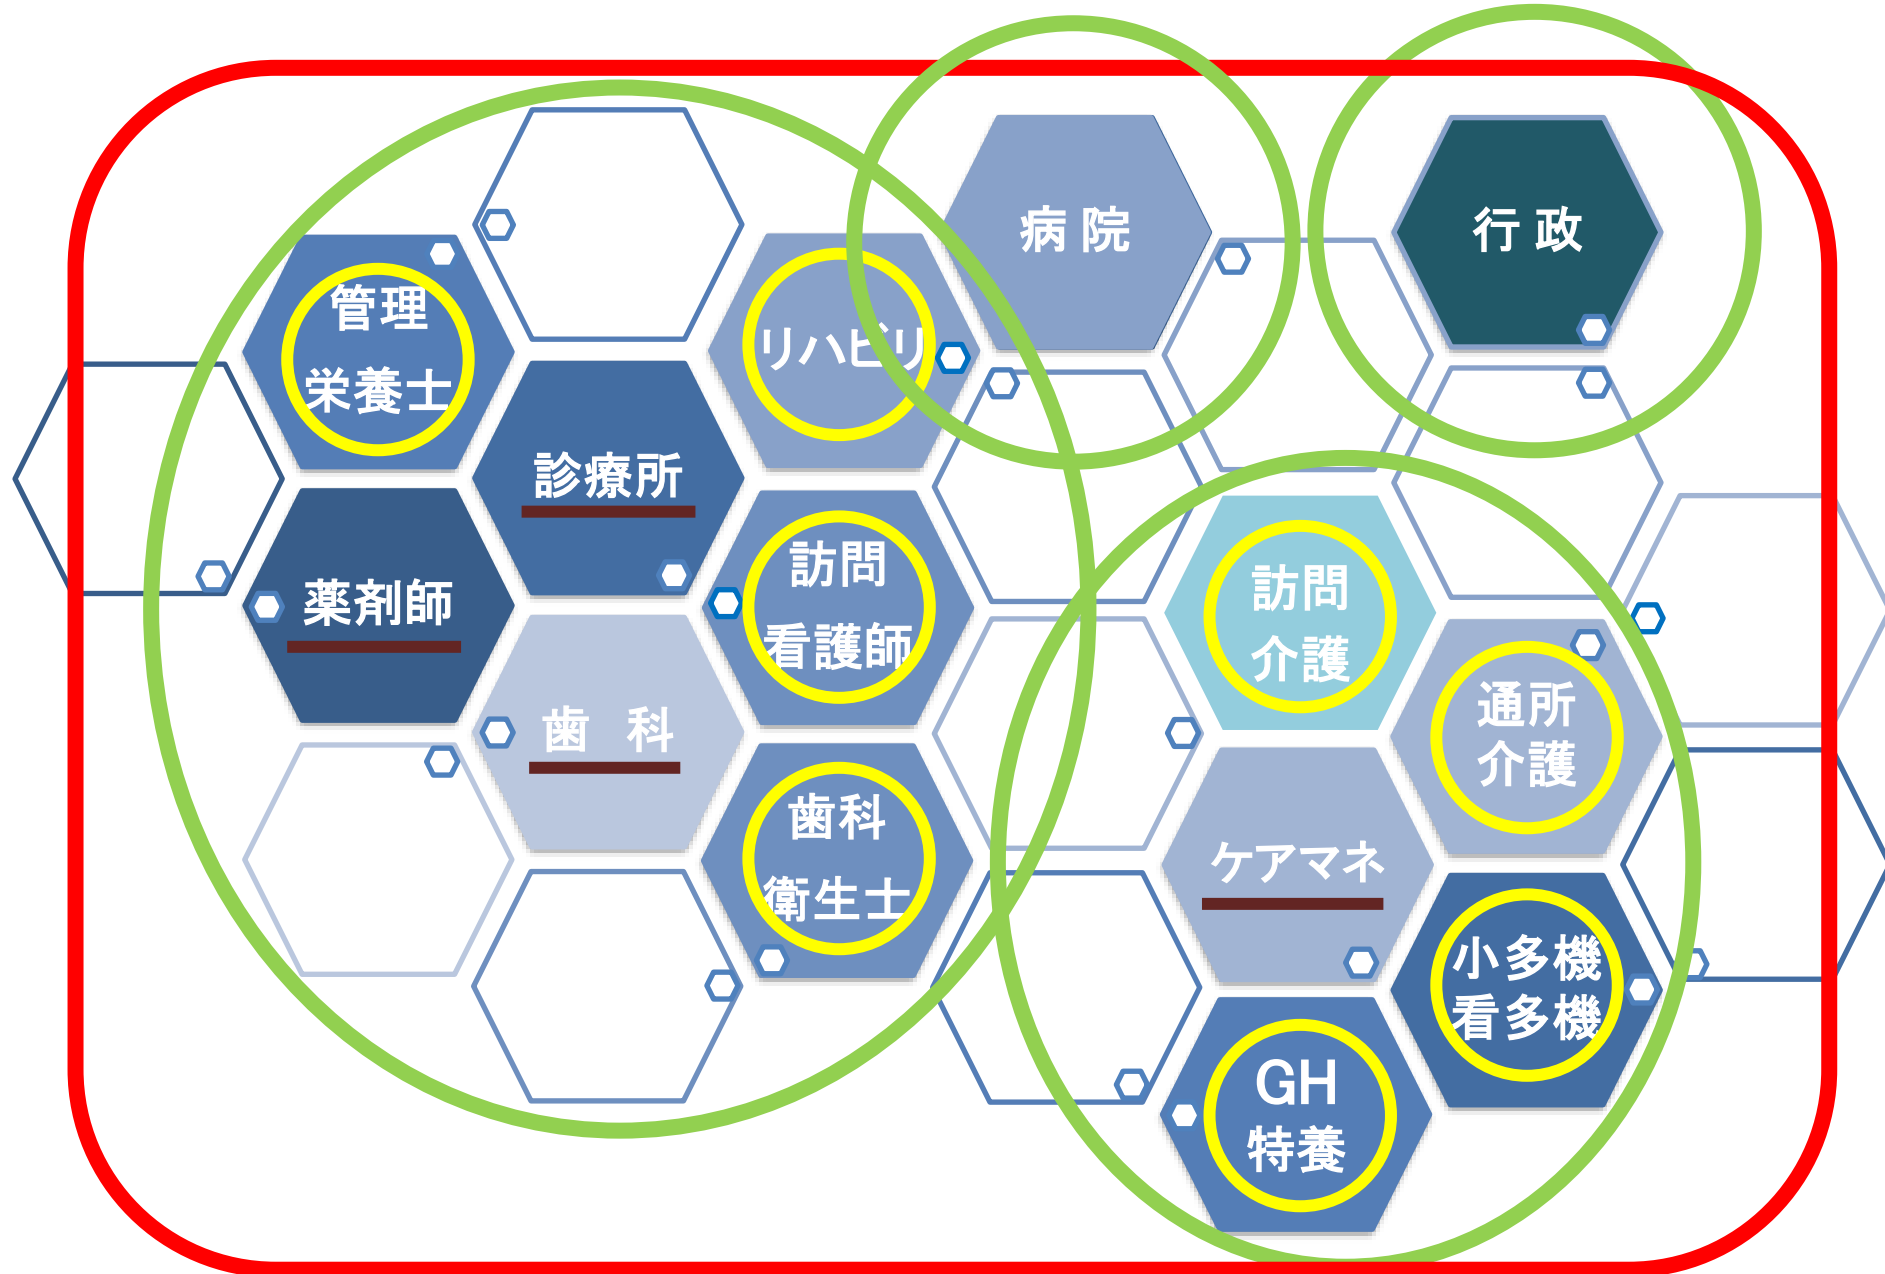 病 院
行 政
管理
栄養士
リハビリ
診療所
薬剤師
訪問
看護師
歯 科
歯科
衛生士
訪問
介護
通所
介護
ケアマネ
小多機
看多機
GH
特養